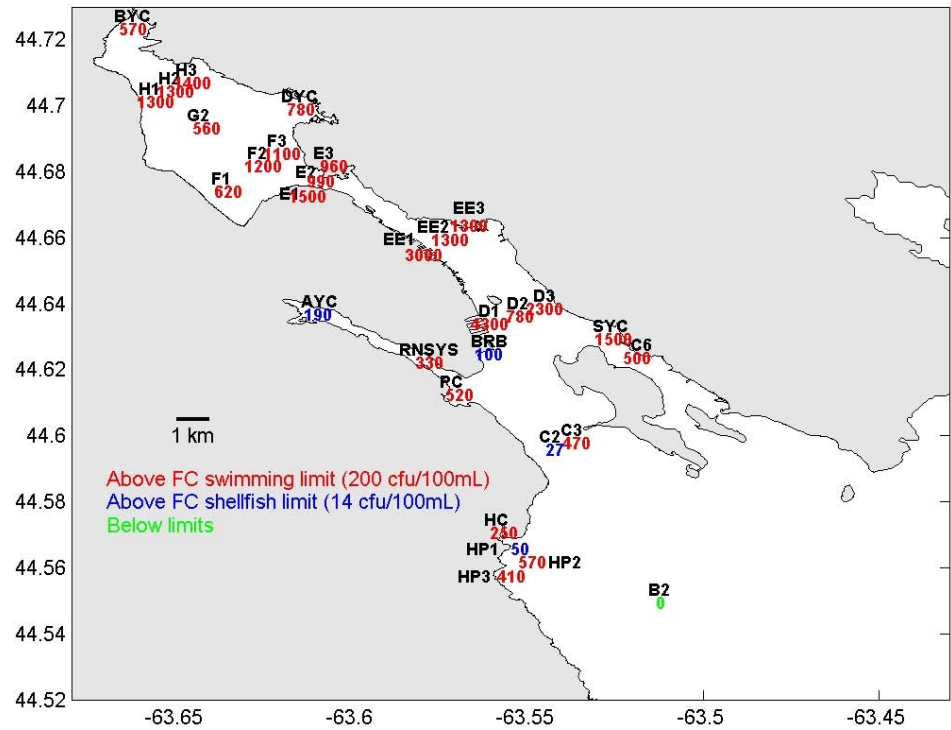 BYC
570
44.72
H3
H2
1400
H1
1300
1300
44.7
DYC
780
G2
560
F3
1100
F2
1200
E3
960
E2
990
44.68
F1
620
E1
1500
EE3
1300
EE2
1300
EE1
3000
44.66
44.64
AYC
190
D3
2300
D2
780
D1
SYC
1500
C6
500
BRB
100
RNSYS
330
44.62
PC
520
1 km
44.6
C3
470
C2
27
Above FC swimming limit (200 cfu/100mL)
Above FC shellfish limit (14 cfu/100mL)
Below limits
44.58
HC
250
HP1 50
570 HP2
HP3 410
44.56
B2
0
44.54
44.52
-63.65 -63.6 -63.55 -63.5 -63.45